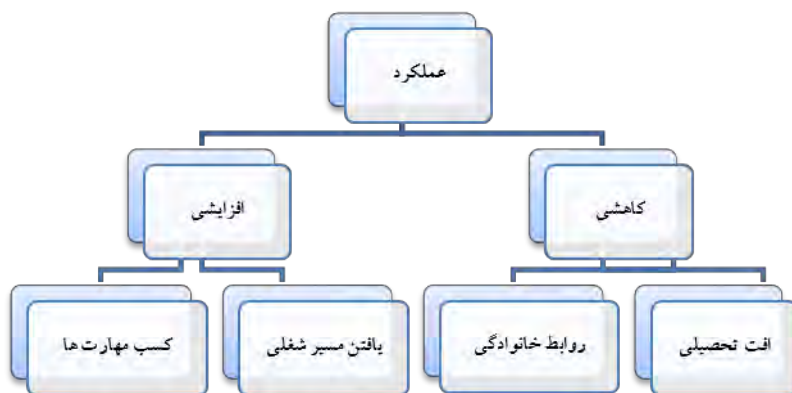 عملکرد
کاهشی
افزایشی
افت تحصیلی
روابط خانوادگی
یافتن مسیر شغلی
کسب مهارت ها